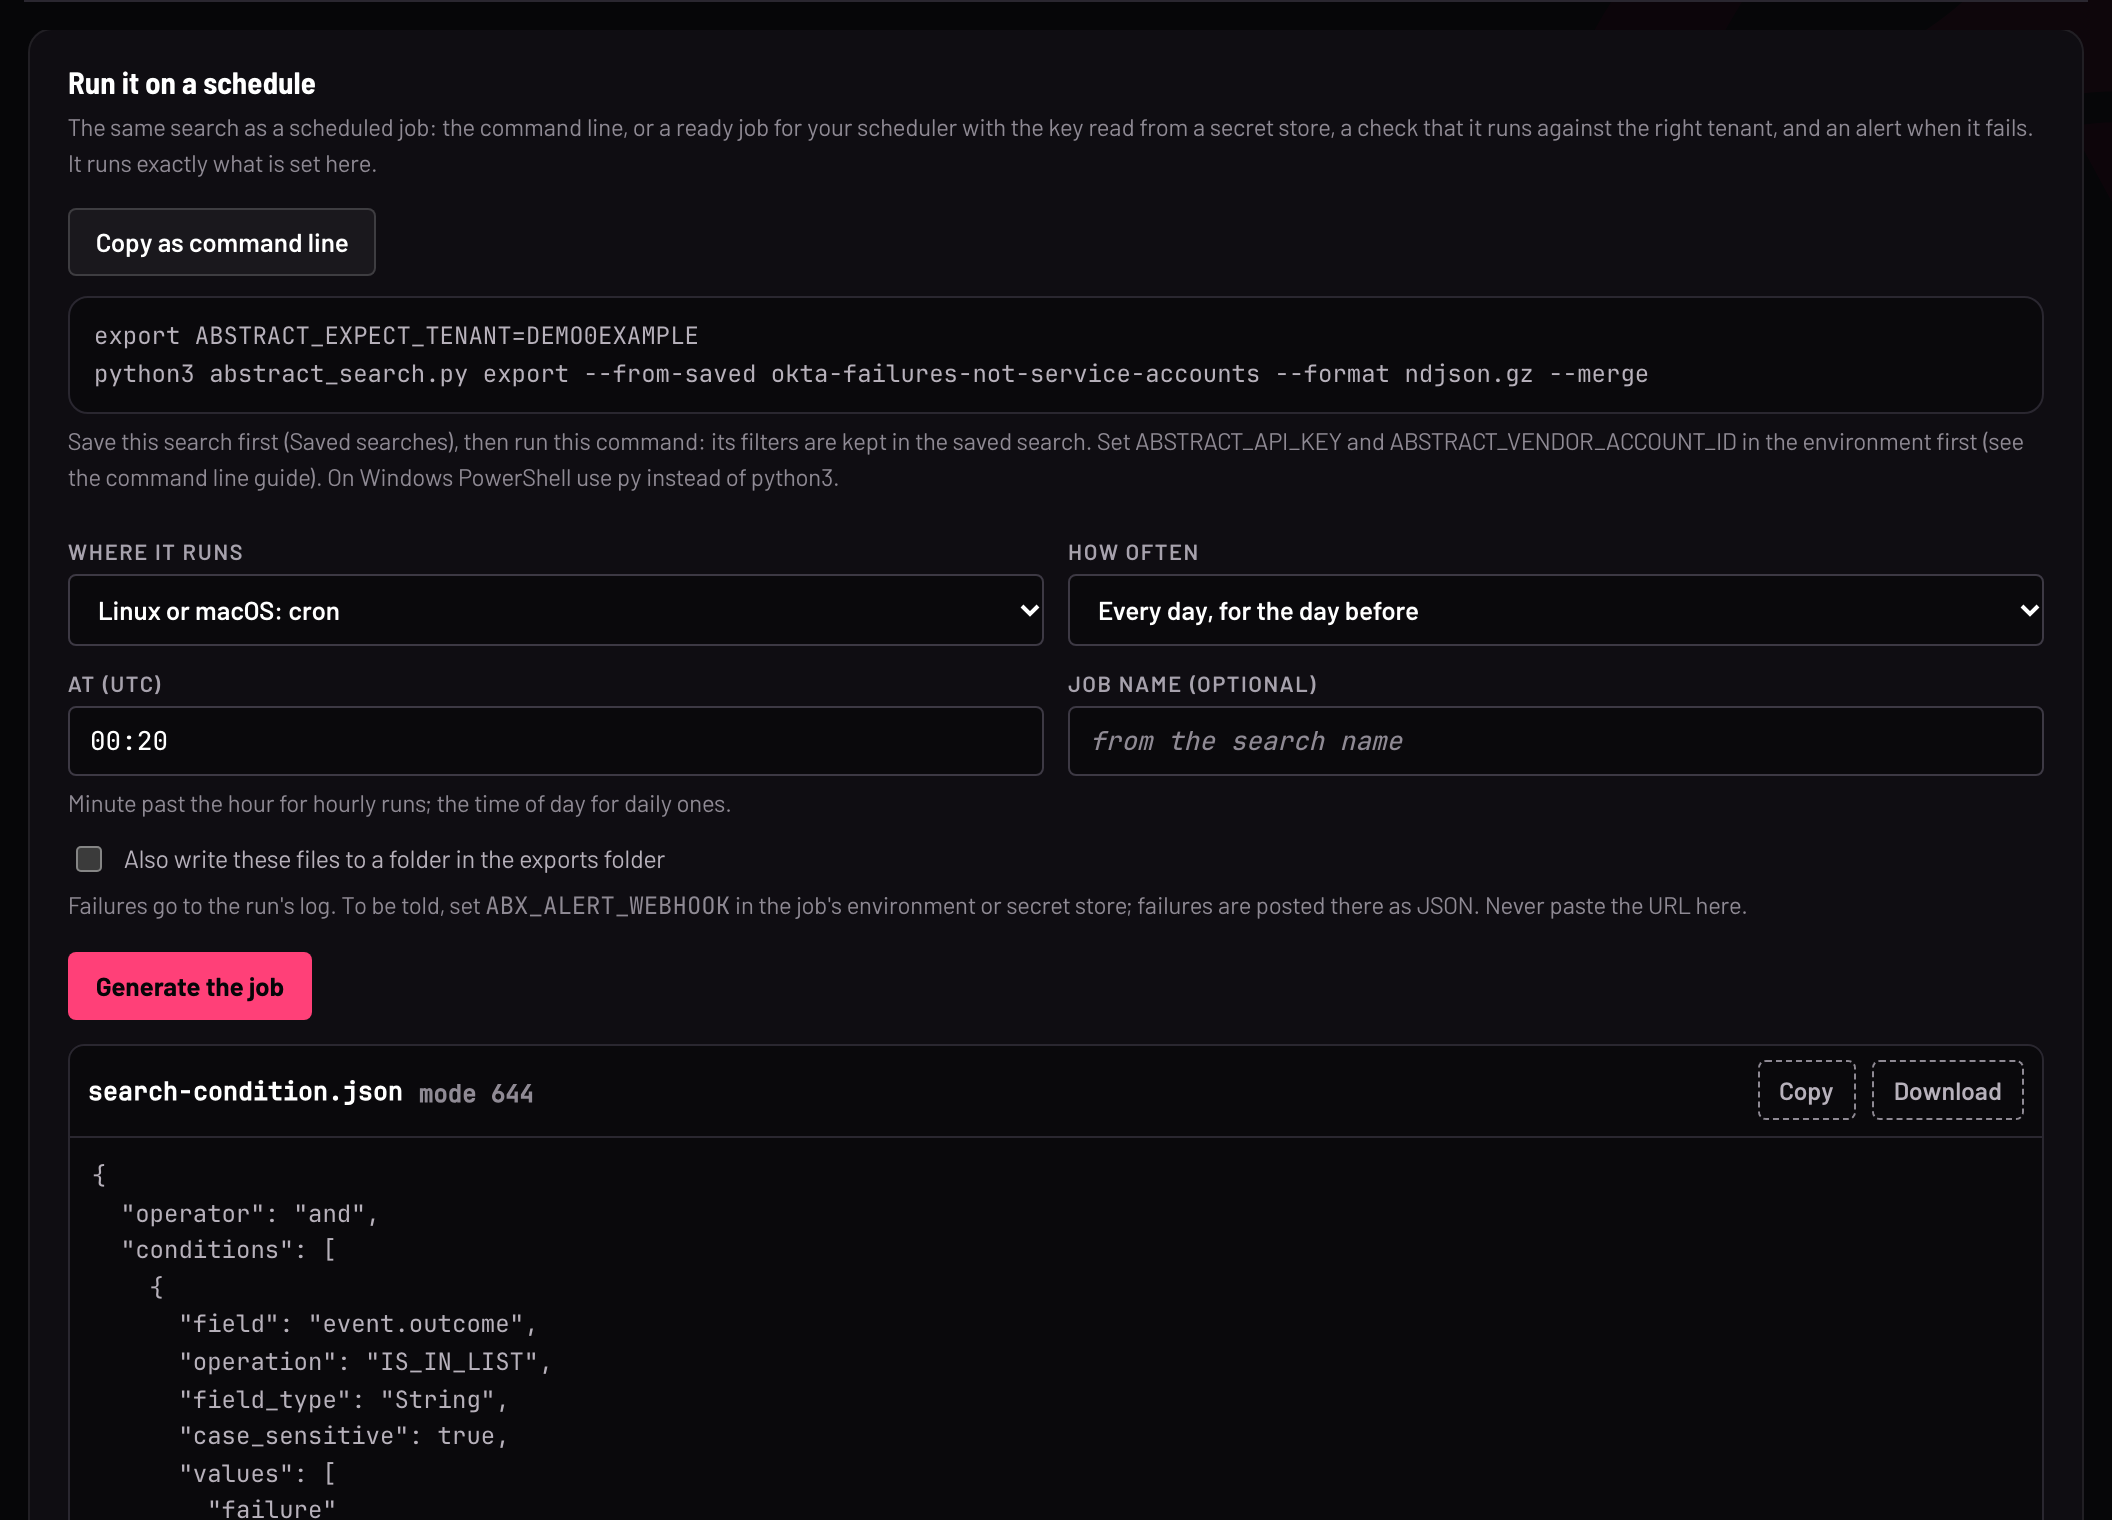 Run it on a schedule
The same search as a scheduled job: the command line, or a ready job for your scheduler with the key read from a secret store, a check that it runs against the right tenant, and an alert when it fails.
It runs exactly what is set here.
Copy as command line
export ABSTRACT_EXPECT_TENANT=DEMO0EXAMPLE
python3 abstract_search.py export --from-saved okta-failures-not-service-accounts --format ndjson.gz --merge
Save this search first (Saved searches), then run this command: its filters are kept in the saved search. Set ABSTRACT_API_KEY and ABSTRACT_VENDOR_ACCOUNT_ID in the environment first (see
the command line guide). On Windows PowerShell use py instead of python3.
WHERE IT RUNS
HOW OFTEN
Linux or macOS: cron
Every day, for the day before
AT (UTC)
JOB NAME (OPTIONAL)
00:20
from the search name
Minute past the hour for hourly runs; the time of day for daily ones.
Also write these files to a folder in the exports folder
Failures go to the run's log. To be told, set ABX_ALERT_WEBHOOK in the job's environment or secret store; failures are posted there as JSON. Never paste the URL here.
Generate the job
search-condition.json mode 644
Copy
Download
{
"operator": "and",
"conditions": [
{
"field": "event.outcome",
"operation": "IS_IN_LIST",
"field_type": "String",
"case_sensitive": true,
"values": [
"failure"